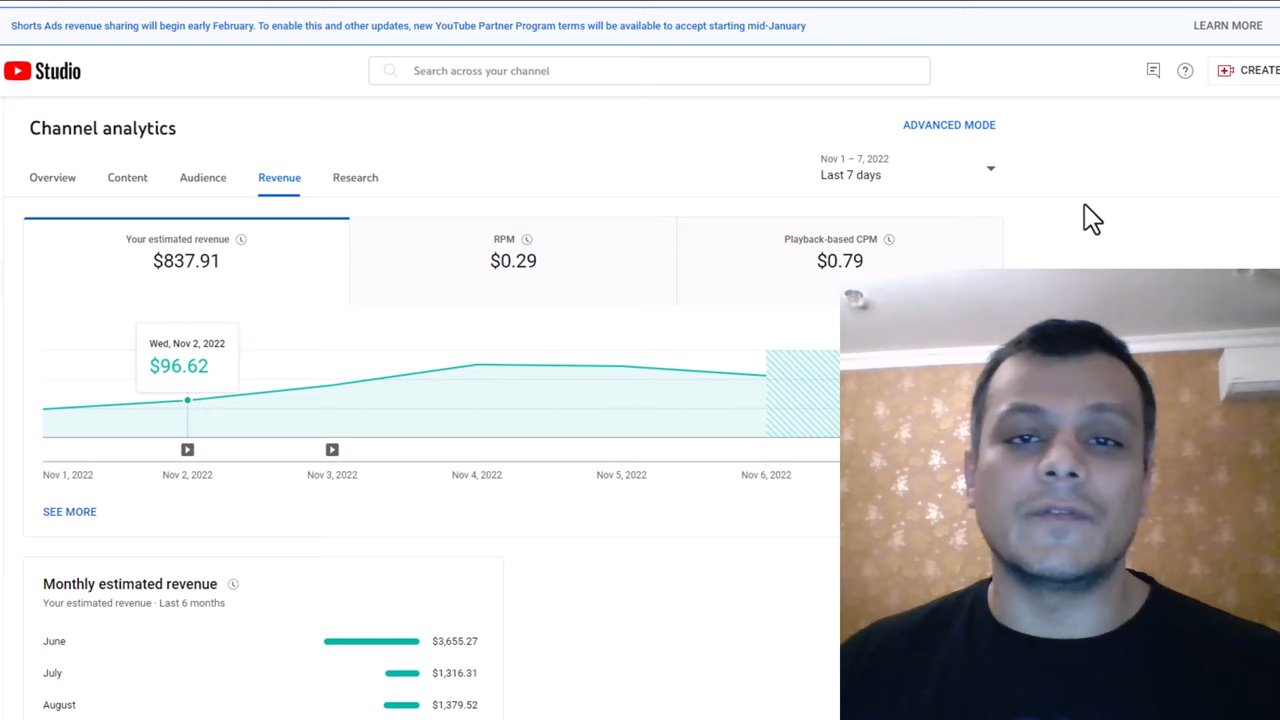 Shorts Ads revenue sharing will begin early February. To enable this and other updates, new YouTube Partner Program terms will be available to accept starting mid-January
LEARN MORE
Studio
Search across your channel
CREATE
Channel analytics
ADVANCED MODE
Overview
Content
Audience
Revenue
Research
Nov 1 – 7, 2022
Last 7 days
Your estimated revenue
$837.91
RPM
$0.29
Playback-based CPM
$0.79
Wed, Nov 2, 2022
$96.62
Nov 1, 2022
Nov 2, 2022
Nov 3, 2022
Nov 4, 2022
Nov 5, 2022
Nov 6, 2022
SEE MORE
Monthly estimated revenue
Your estimated revenue · Last 6 months
June
$3,655.27
July
$1,316.31
August
$1,379.52